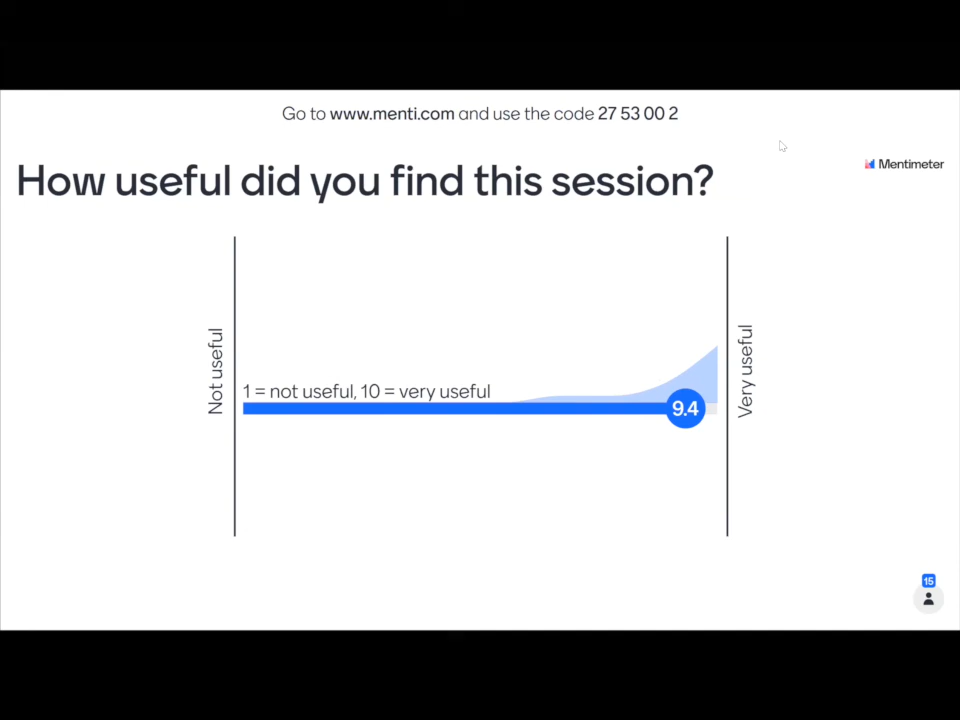 Go to www.menti.com and use the code 27 53 00 2
Mentimeter
How useful did you find this session?
Not useful
1 = not useful, 10 = very useful
9.4
Very useful
15